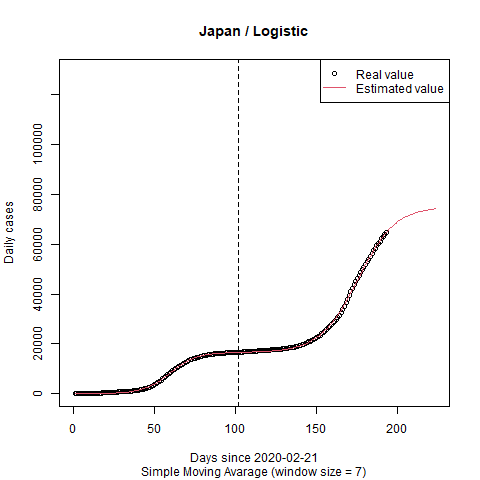 Japan / Logistic
Real value
Estimated value
Daily cases
0
20000
40000
60000
80000
100000
0
50
100
150
200
Days since 2020-02-21
Simple Moving Avarage (window size = 7)